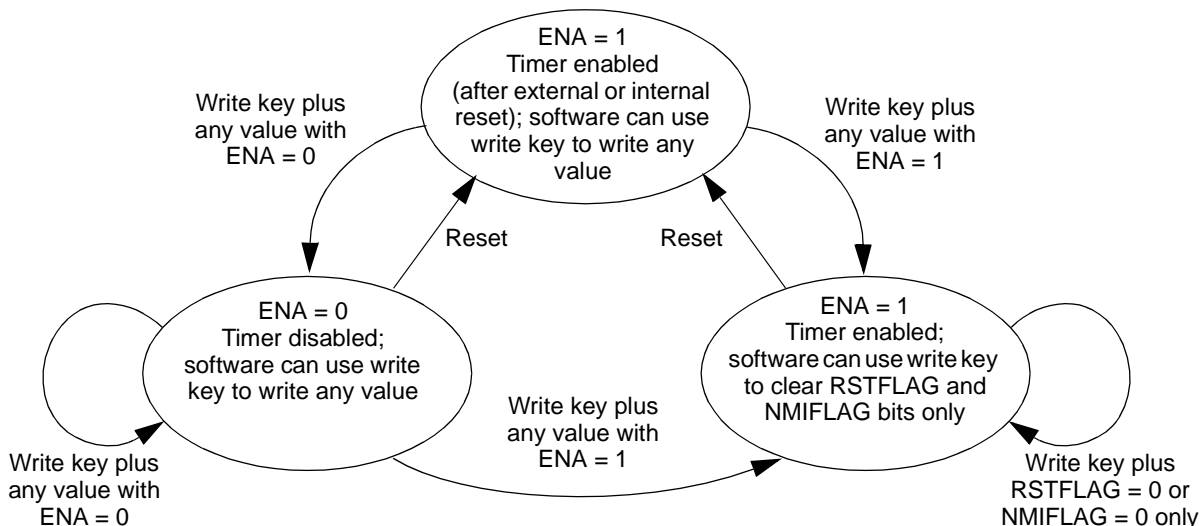 ENA = 1
Timer enabled
(after external or internal
reset); software can use
write key to write any
value
Write key plus
any value with
ENA = 0
Write key plus
any value with
ENA = 1
Reset
Reset
ENA = 0
Timer disabled;
software can use write
key to write any value
ENA = 1
Timer enabled;
software can use write key
to clear RSTFLAG and
NMIFLAG bits only
Write key plus
any value with
ENA = 1
Write key plus
any value with
ENA = 0
Write key plus
RSTFLAG = 0 or
NMIFLAG = 0 only